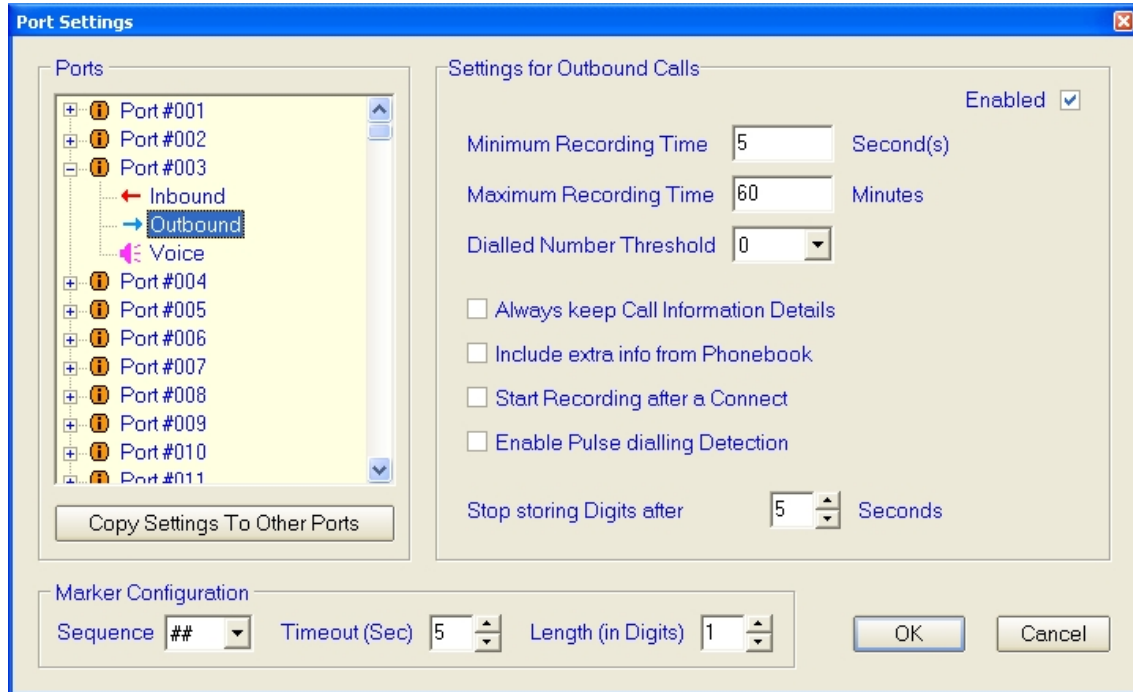 Port Settings
Ports
Port #001
Port #002
Port #003
Inbound
Outbound
Voice
Port #004
Port #005
Port #006
Port #007
Port #008
Port #009
Port #010
Port #011
Copy Settings To Other Ports
Settings for Outbound Calls
Enabled
Minimum Recording Time 5 Second(s)
Maximum Recording Time 60 Minutes
Dialled Number Threshold 0
Always keep Call Information Details
Include extra info from Phonebook
Start Recording after a Connect
Enable Pulse dialling Detection
Stop storing Digits after 5 Seconds
Marker Configuration
Sequence ## Timeout (Sec) 5 Length (in Digits) 1
OK Cancel